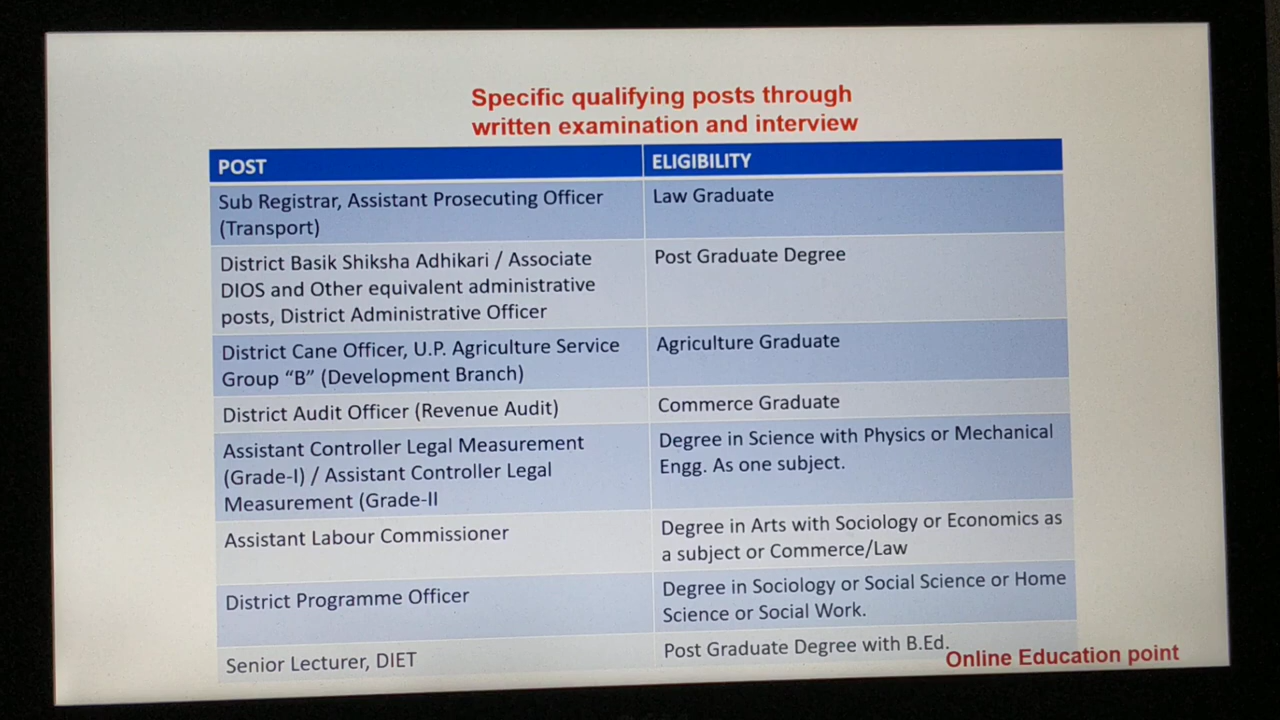 Specific qualifying posts through
written examination and interview
POST
ELIGIBILITY
Sub Registrar, Assistant Prosecuting Officer
(Transport)
Law Graduate
District Basik Shiksha Adhikari / Associate
DIOS and Other equivalent administrative
posts, District Administrative Officer
Post Graduate Degree
District Cane Officer, U.P. Agriculture Service
Group “B” (Development Branch)
Agriculture Graduate
District Audit Officer (Revenue Audit)
Commerce Graduate
Assistant Controller Legal Measurement
(Grade-I) / Assistant Controller Legal
Measurement (Grade-II
Degree in Science with Physics or Mechanical
Engg. As one subject.
Assistant Labour Commissioner
Degree in Arts with Sociology or Economics as
a subject or Commerce/Law
District Programme Officer
Degree in Sociology or Social Science or Home
Science or Social Work.
Senior Lecturer, DIET
Post Graduate Degree with B.Ed.
Online Education point